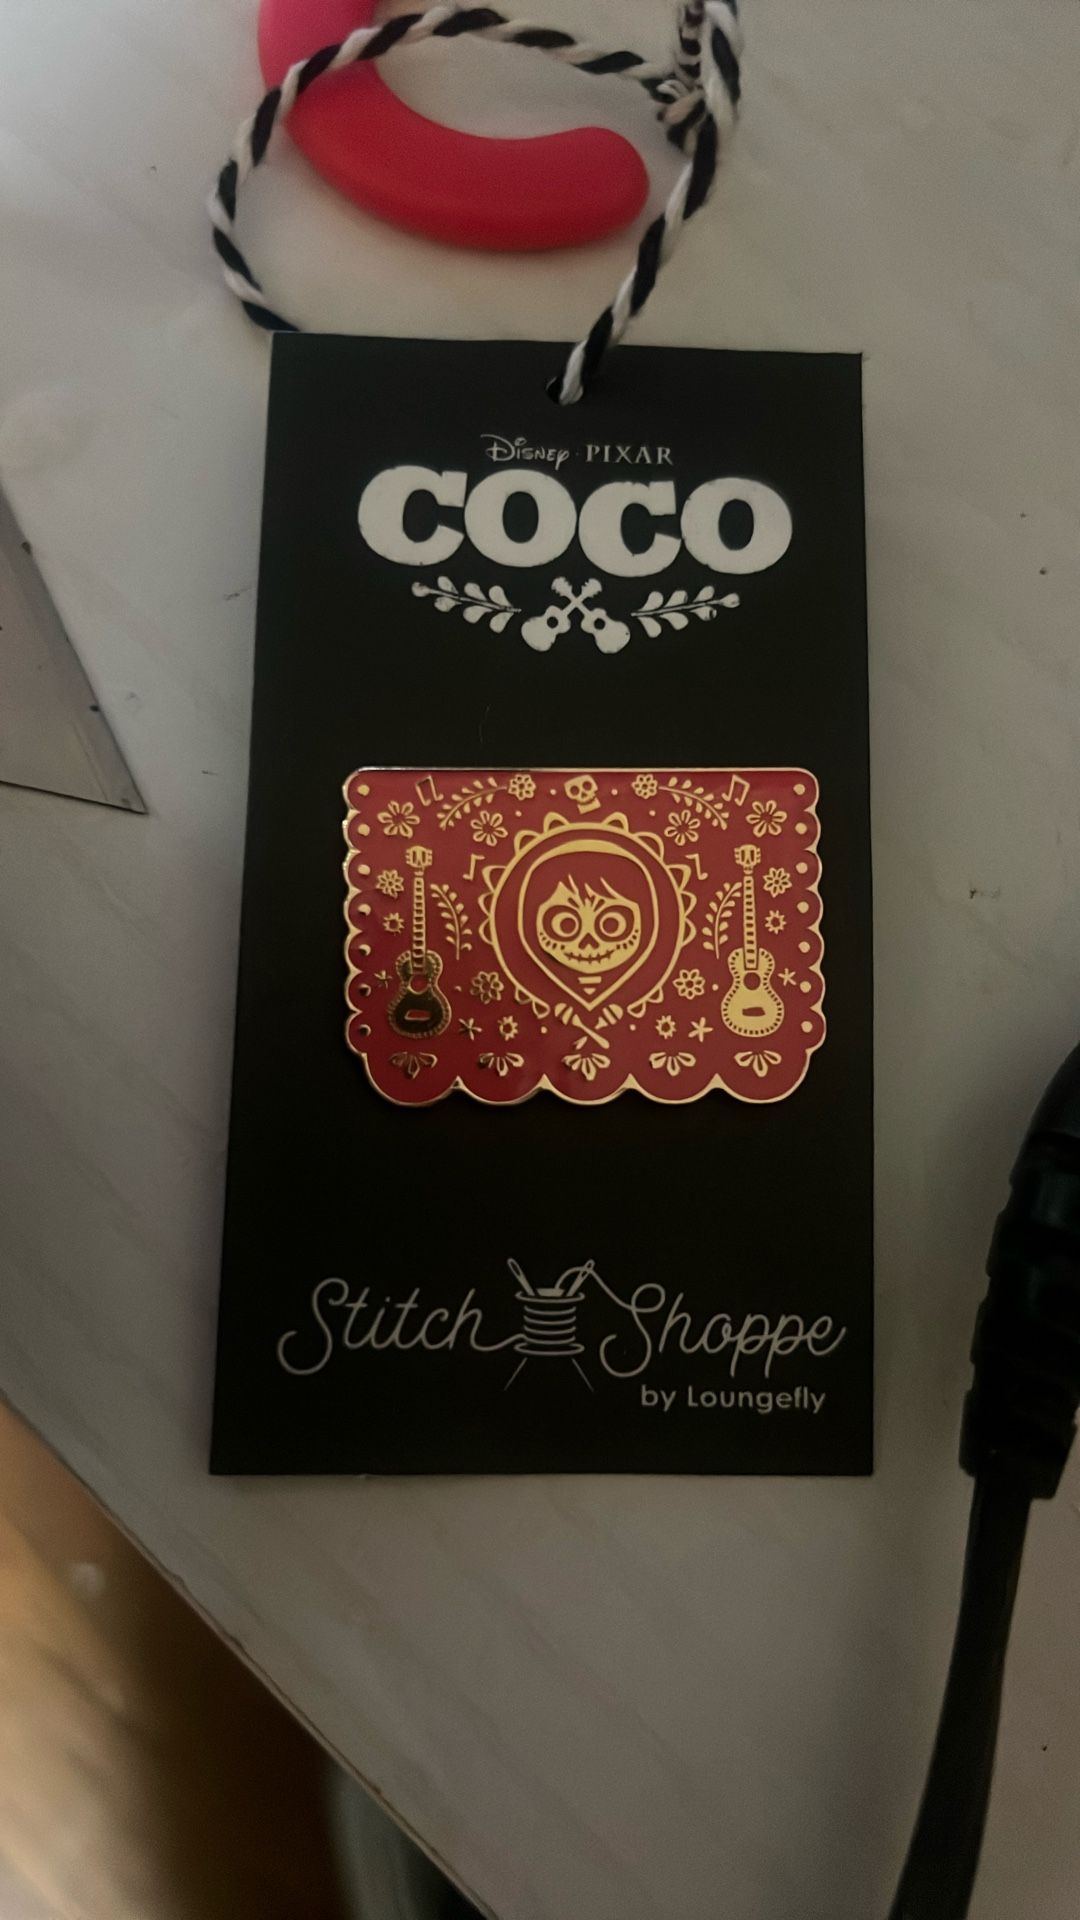 Disney · PIXAR
COCO
Stitch Shoppe
by Loungefly